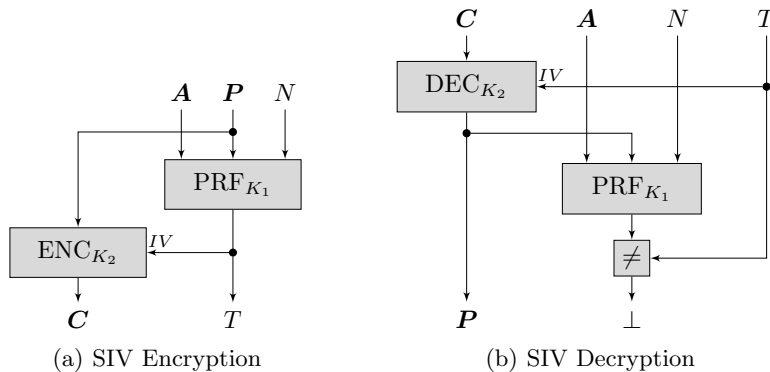 C A N T
DEC_{K_2} IV
A P N
PRF_{K_1} PRF_{K_1}
ENC_{K_2} IV ≠
C T P ⊥
(a) SIV Encryption (b) SIV Decryption